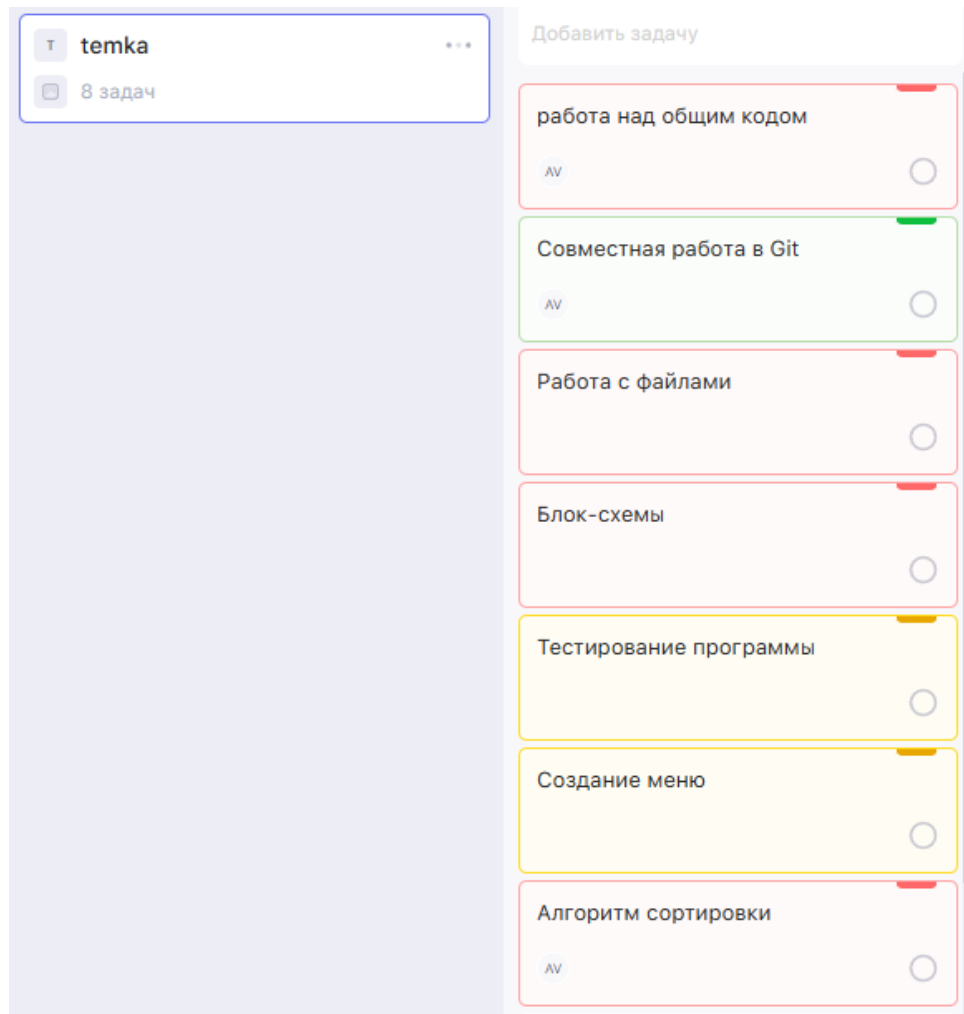 T temka
8 задач
Добавить задачу
работа над общим кодом
AV
Совместная работа в Git
AV
Работа с файлами
Блок-схемы
Тестирование программы
Создание меню
Алгоритм сортировки
AV